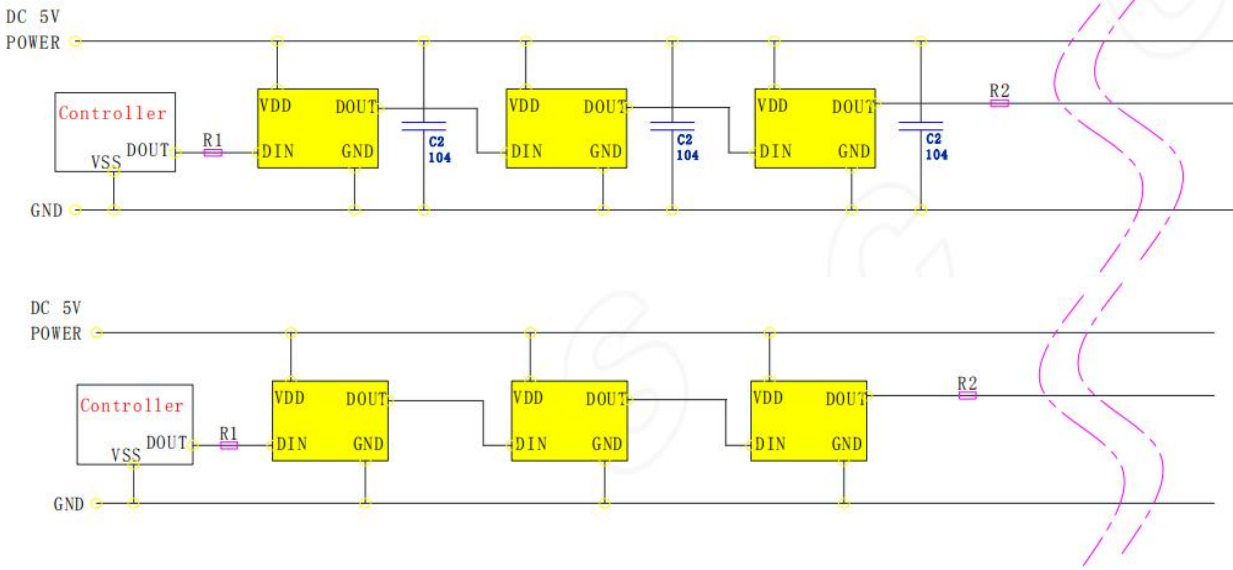 DC 5V
POWER
Controller
DOUT
VSS
R1
VDD
DOUT
DIN
GND
C2
104
VDD
DOUT
DIN
GND
C2
104
VDD
DOUT
DIN
GND
C2
104
R2
GND
DC 5V
POWER
Controller
DOUT
VSS
R1
VDD
DOUT
DIN
GND
VDD
DOUT
DIN
GND
VDD
DOUT
DIN
GND
R2
GND